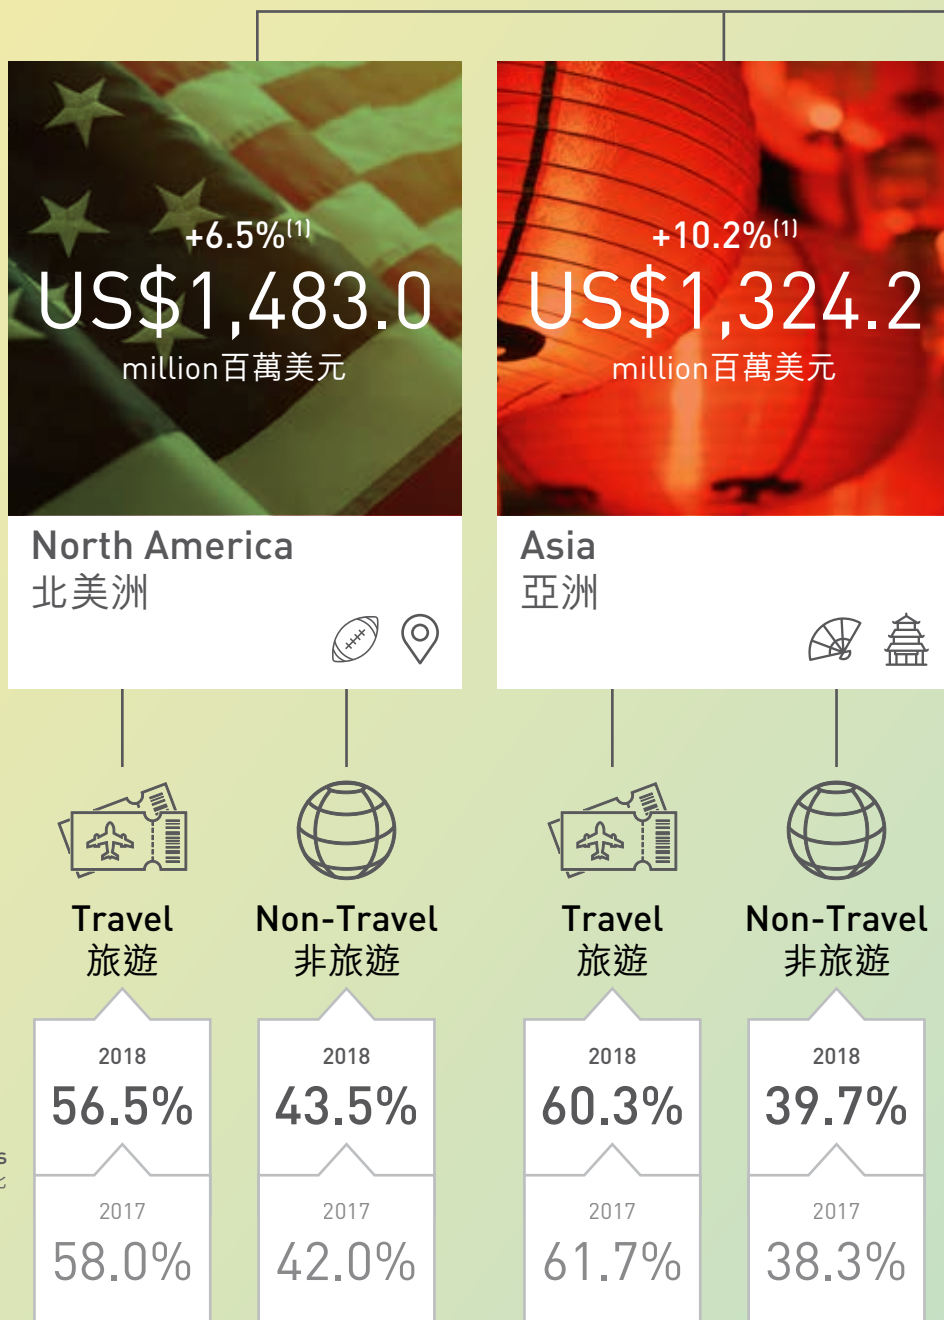 +6.5%(1)
US$1,483.0
million百萬美元
North America
北美洲
+10.2%(1)
US$1,324.2
million百萬美元
Asia
亞洲
Travel
旅遊
Non-Travel
非旅遊
Travel
旅遊
Non-Travel
非旅遊
2018
56.5%
2018
43.5%
2018
60.3%
2018
39.7%
s
比
2017
58.0%
2017
42.0%
2017
61.7%
2017
38.3%